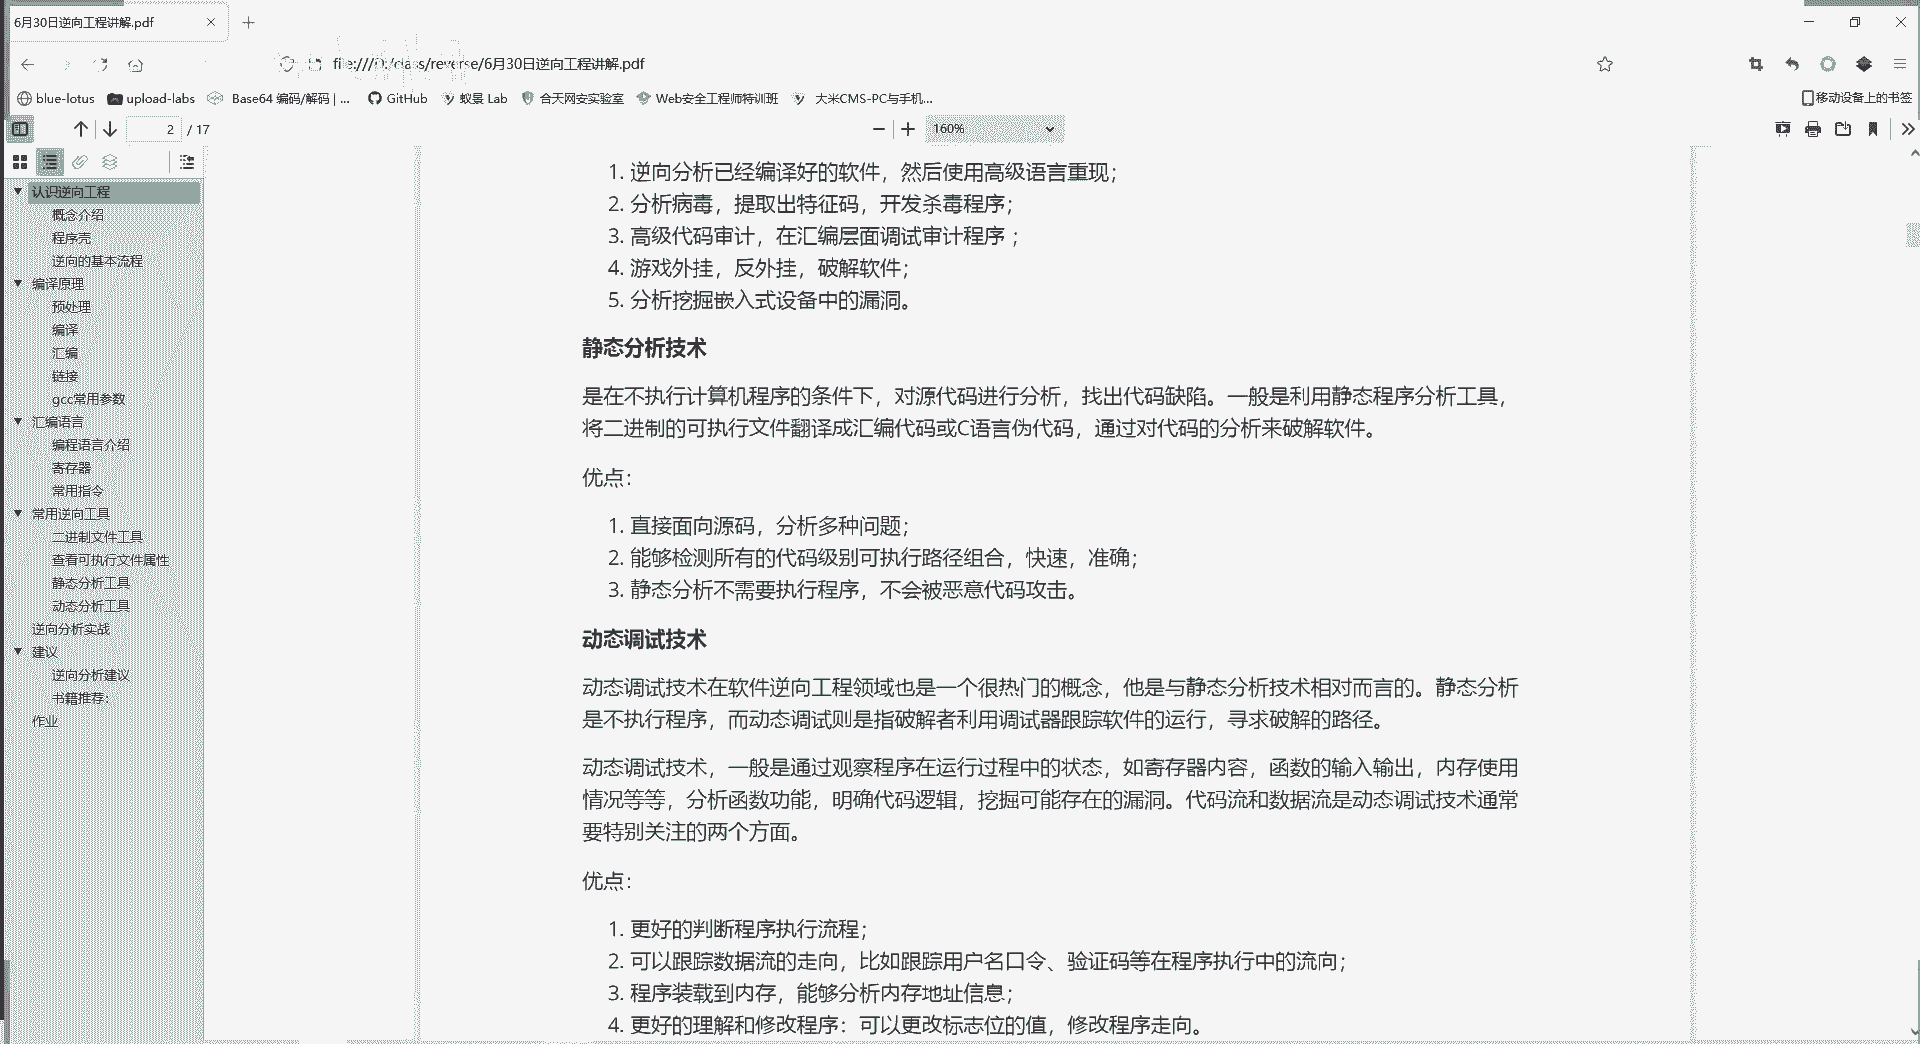 6月30日逆向工程讲解.pdf
file:///D:/class/reverse/6月30日逆向工程讲解.pdf
blue-lotus upload-labs Base64 编码/解码 | ... GitHub 蚁景 Lab 合天网安实验室 Web安全工程师特训班 大米CMS-PC与手机... 移动设备上的书签
2 / 17 160%
认识逆向工程
概念介绍
程序壳
逆向的基本流程
编译原理
预处理
编译
汇编
链接
gcc常用参数
汇编语言
编程语言介绍
寄存器
常用指令
常用逆向工具
二进制文件工具
查看可执行文件属性
静态分析工具
动态分析工具
逆向分析实战
建议
逆向分析建议
书籍推荐：
作业
1. 逆向分析已经编译好的软件，然后使用高级语言重现；
2. 分析病毒，提取出特征码，开发杀毒程序；
3. 高级代码审计，在汇编层面调试审计程序 ；
4. 游戏外挂，反外挂，破解软件；
5. 分析挖掘嵌入式设备中的漏洞。
静态分析技术
是在不执行计算机程序的条件下，对源代码进行分析，找出代码缺陷。一般是利用静态程序分析工具，
将二进制的可执行文件翻译成汇编代码或C语言伪代码，通过对代码的分析来破解软件。
优点：
1. 直接面向源码，分析多种问题；
2. 能够检测所有的代码级别可执行路径组合，快速，准确；
3. 静态分析不需要执行程序，不会被恶意代码攻击。
动态调试技术
动态调试技术在软件逆向工程领域也是一个很热门的概念，他是与静态分析技术相对而言的。静态分析
是不执行程序，而动态调试则是指破解者利用调试器跟踪软件的运行，寻求破解的路径。
动态调试技术，一般是通过观察程序在运行过程中的状态，如寄存器内容，函数的输入输出，内存使用
情况等等，分析函数功能，明确代码逻辑，挖掘可能存在的漏洞。代码流和数据流是动态调试技术通常
要特别关注的两个方面。
优点：
1. 更好的判断程序执行流程；
2. 可以跟踪数据流的走向，比如跟踪用户名口令、验证码等在程序执行中的流向；
3. 程序装载到内存，能够分析内存地址信息；
4. 更好的理解和修改程序：可以更改标志位的值，修改程序走向。